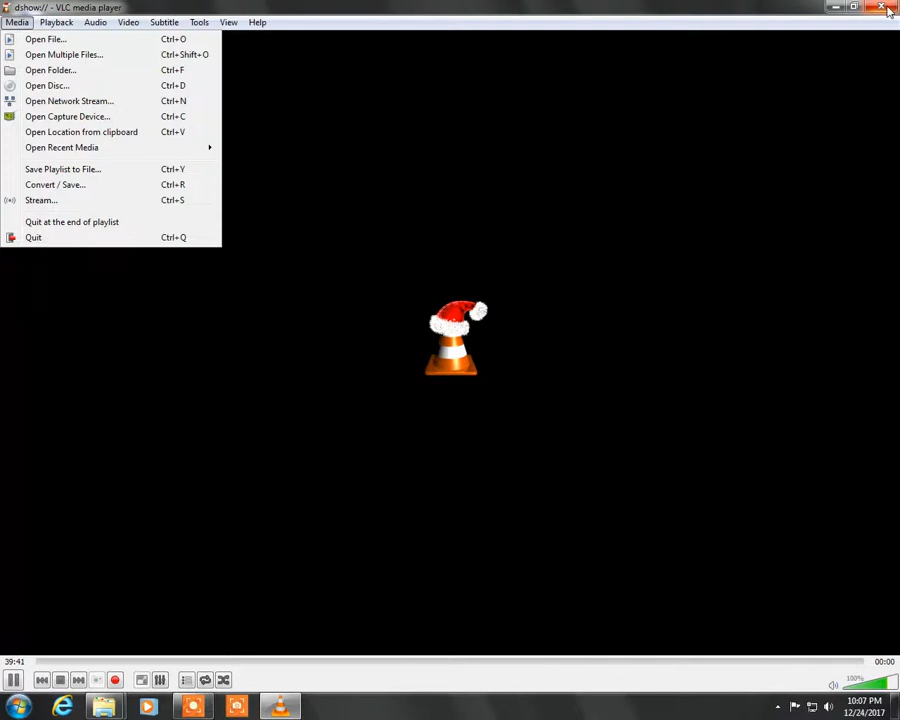 dshow:// - VLC media player
Media Playback Audio Video Subtitle Tools View Help
Open File... Ctrl+O
Open Multiple Files... Ctrl+Shift+O
Open Folder... Ctrl+F
Open Disc... Ctrl+D
Open Network Stream... Ctrl+N
Open Capture Device... Ctrl+C
Open Location from clipboard Ctrl+V
Open Recent Media
Save Playlist to File... Ctrl+Y
Convert / Save... Ctrl+R
Stream... Ctrl+S
Quit at the end of playlist
Quit Ctrl+Q
39:41 00:00
100%
10:07 PM
12/24/2017